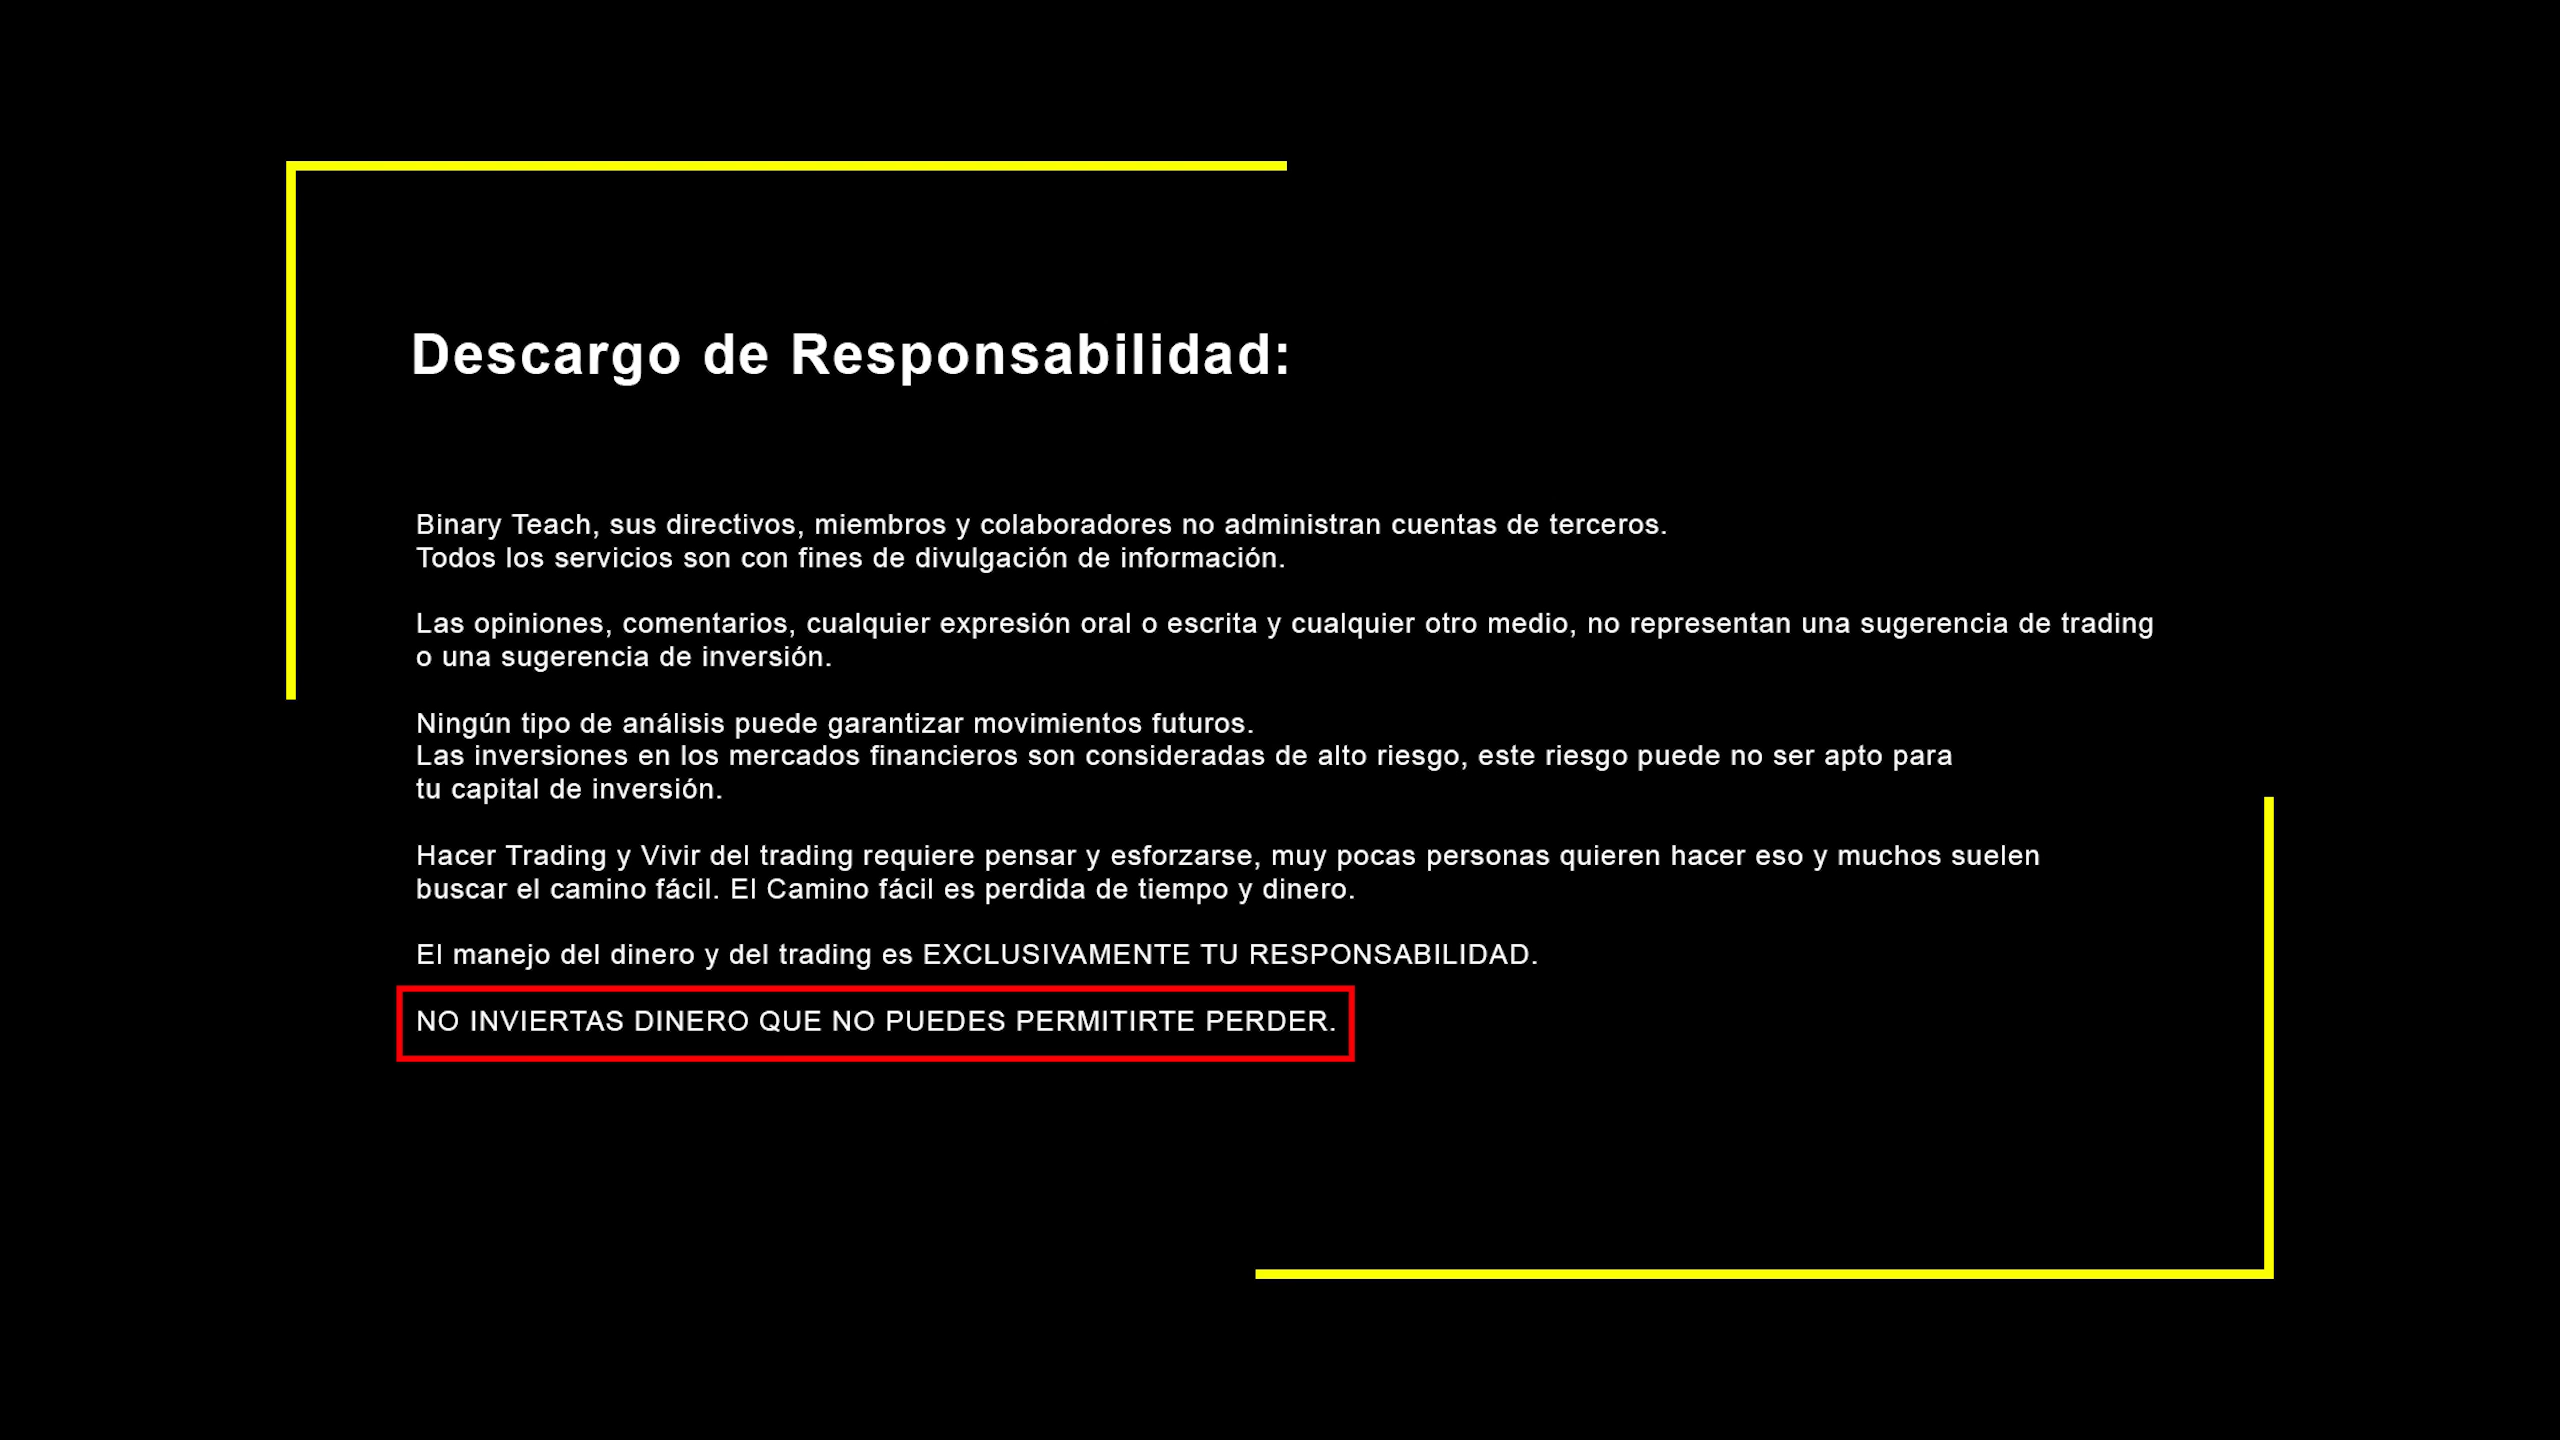 Descargo de Responsabilidad:
Binary Teach, sus directivos, miembros y colaboradores no administran cuentas de terceros.
Todos los servicios son con fines de divulgación de información.
Las opiniones, comentarios, cualquier expresión oral o escrita y cualquier otro medio, no representan una sugerencia de trading
o una sugerencia de inversión.
Ningún tipo de análisis puede garantizar movimientos futuros.
Las inversiones en los mercados financieros son consideradas de alto riesgo, este riesgo puede no ser apto para
tu capital de inversión.
Hacer Trading y Vivir del trading requiere pensar y esforzarse, muy pocas personas quieren hacer eso y muchos suelen
buscar el camino fácil. El Camino fácil es perdida de tiempo y dinero.
El manejo del dinero y del trading es EXCLUSIVAMENTE TU RESPONSABILIDAD.
NO INVIERTAS DINERO QUE NO PUEDES PERMITIRTE PERDER.